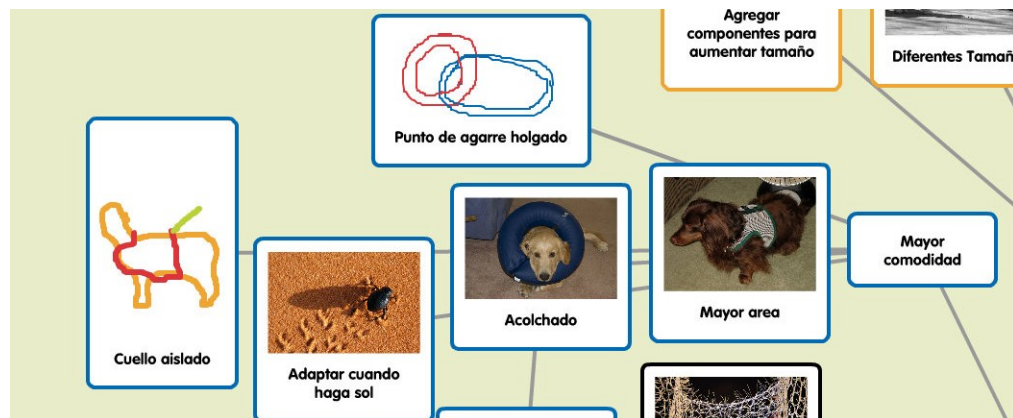 Agregar
componentes para
aumentar tamaño
Diferentes Tamañ
Punto de agarre holgado
Mayor
comodidad
Mayor area
Acolchado
Cuello aislado
Adaptar cuando
haga sol